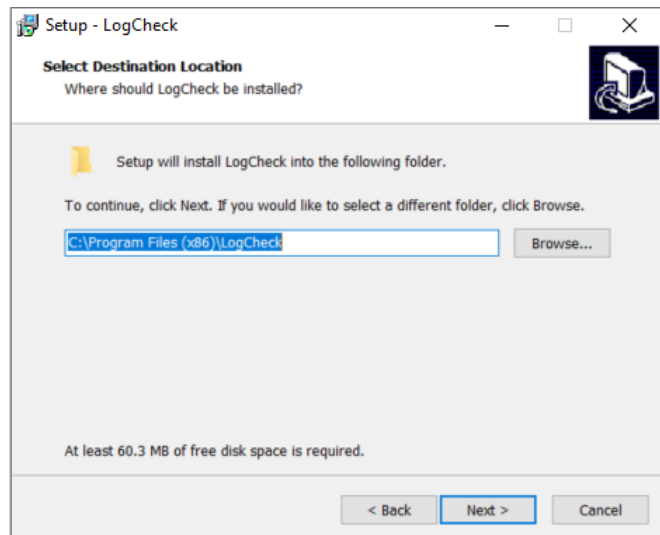 Setup - LogCheck
Select Destination Location
Where should LogCheck be installed?
Setup will install LogCheck into the following folder.
To continue, click Next. If you would like to select a different folder, click Browse.
C:\Program Files (x86)\LogCheck
Browse...
At least 60.3 MB of free disk space is required.
< Back
Next >
Cancel